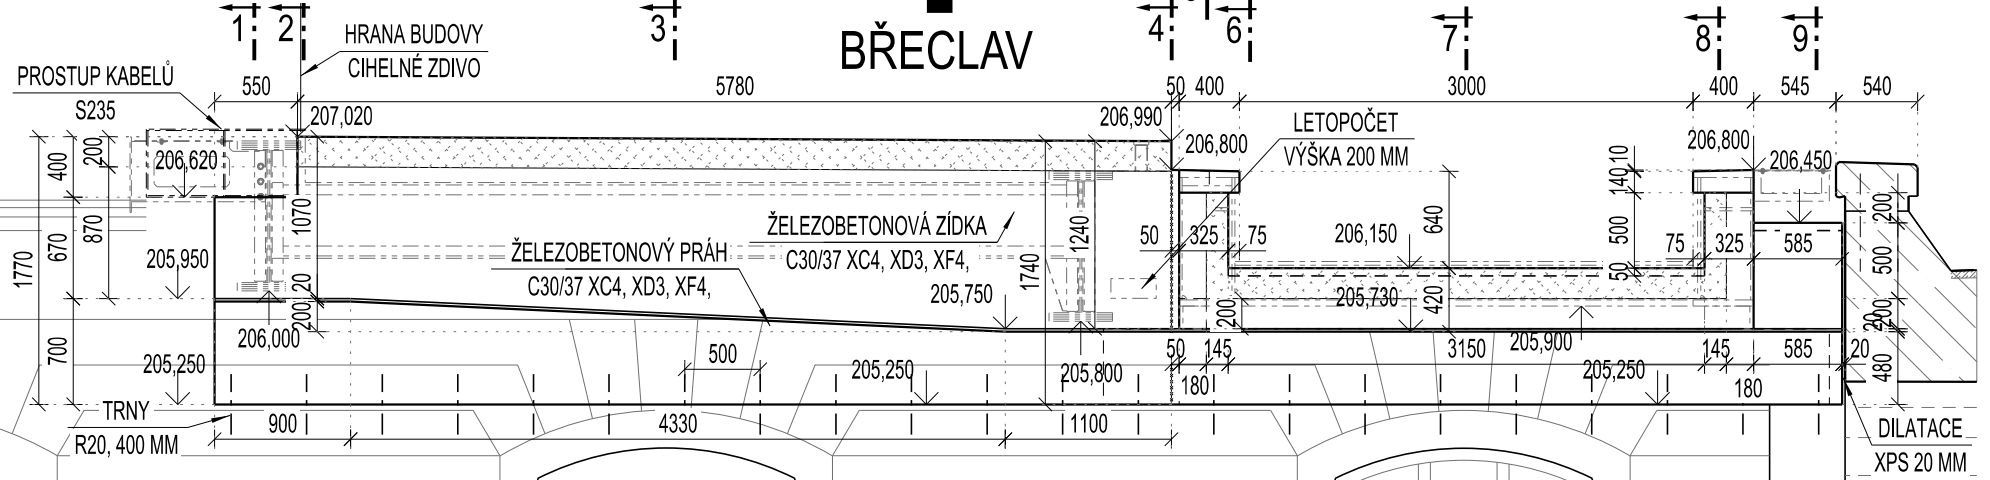 1 2 3 4 6 7 8 9
BŘECLAV
HRANA BUDOVY
CIHELNÉ ZDIVO
PROSTUP KABELŮ
S235
550 5780 50 400 3000 400 545 540
207,020
206,990
206,800
LETOPOČET
VÝŠKA 200 MM
206,800
206,450
206,620
1770
400
670
700
200
870
205,950
205,250
206,000
1070
20
200
ŽELEZOBETONOVÝ PRÁH
C30/37 XC4, XD3, XF4,
ŽELEZOBETONOVÁ ZÍDKA
C30/37 XC4, XD3, XF4,
205,750
1740
1240
50 325 75
206,150
640
420
10
140
500
50
75 325 585
200
500
200
20
480
200
205,730
205,900
50 145 3150 145 585 20
180
180
500
205,250
205,800
205,250
TRNY
R20, 400 MM
900 4330 1100
DILATACE
XPS 20 MM